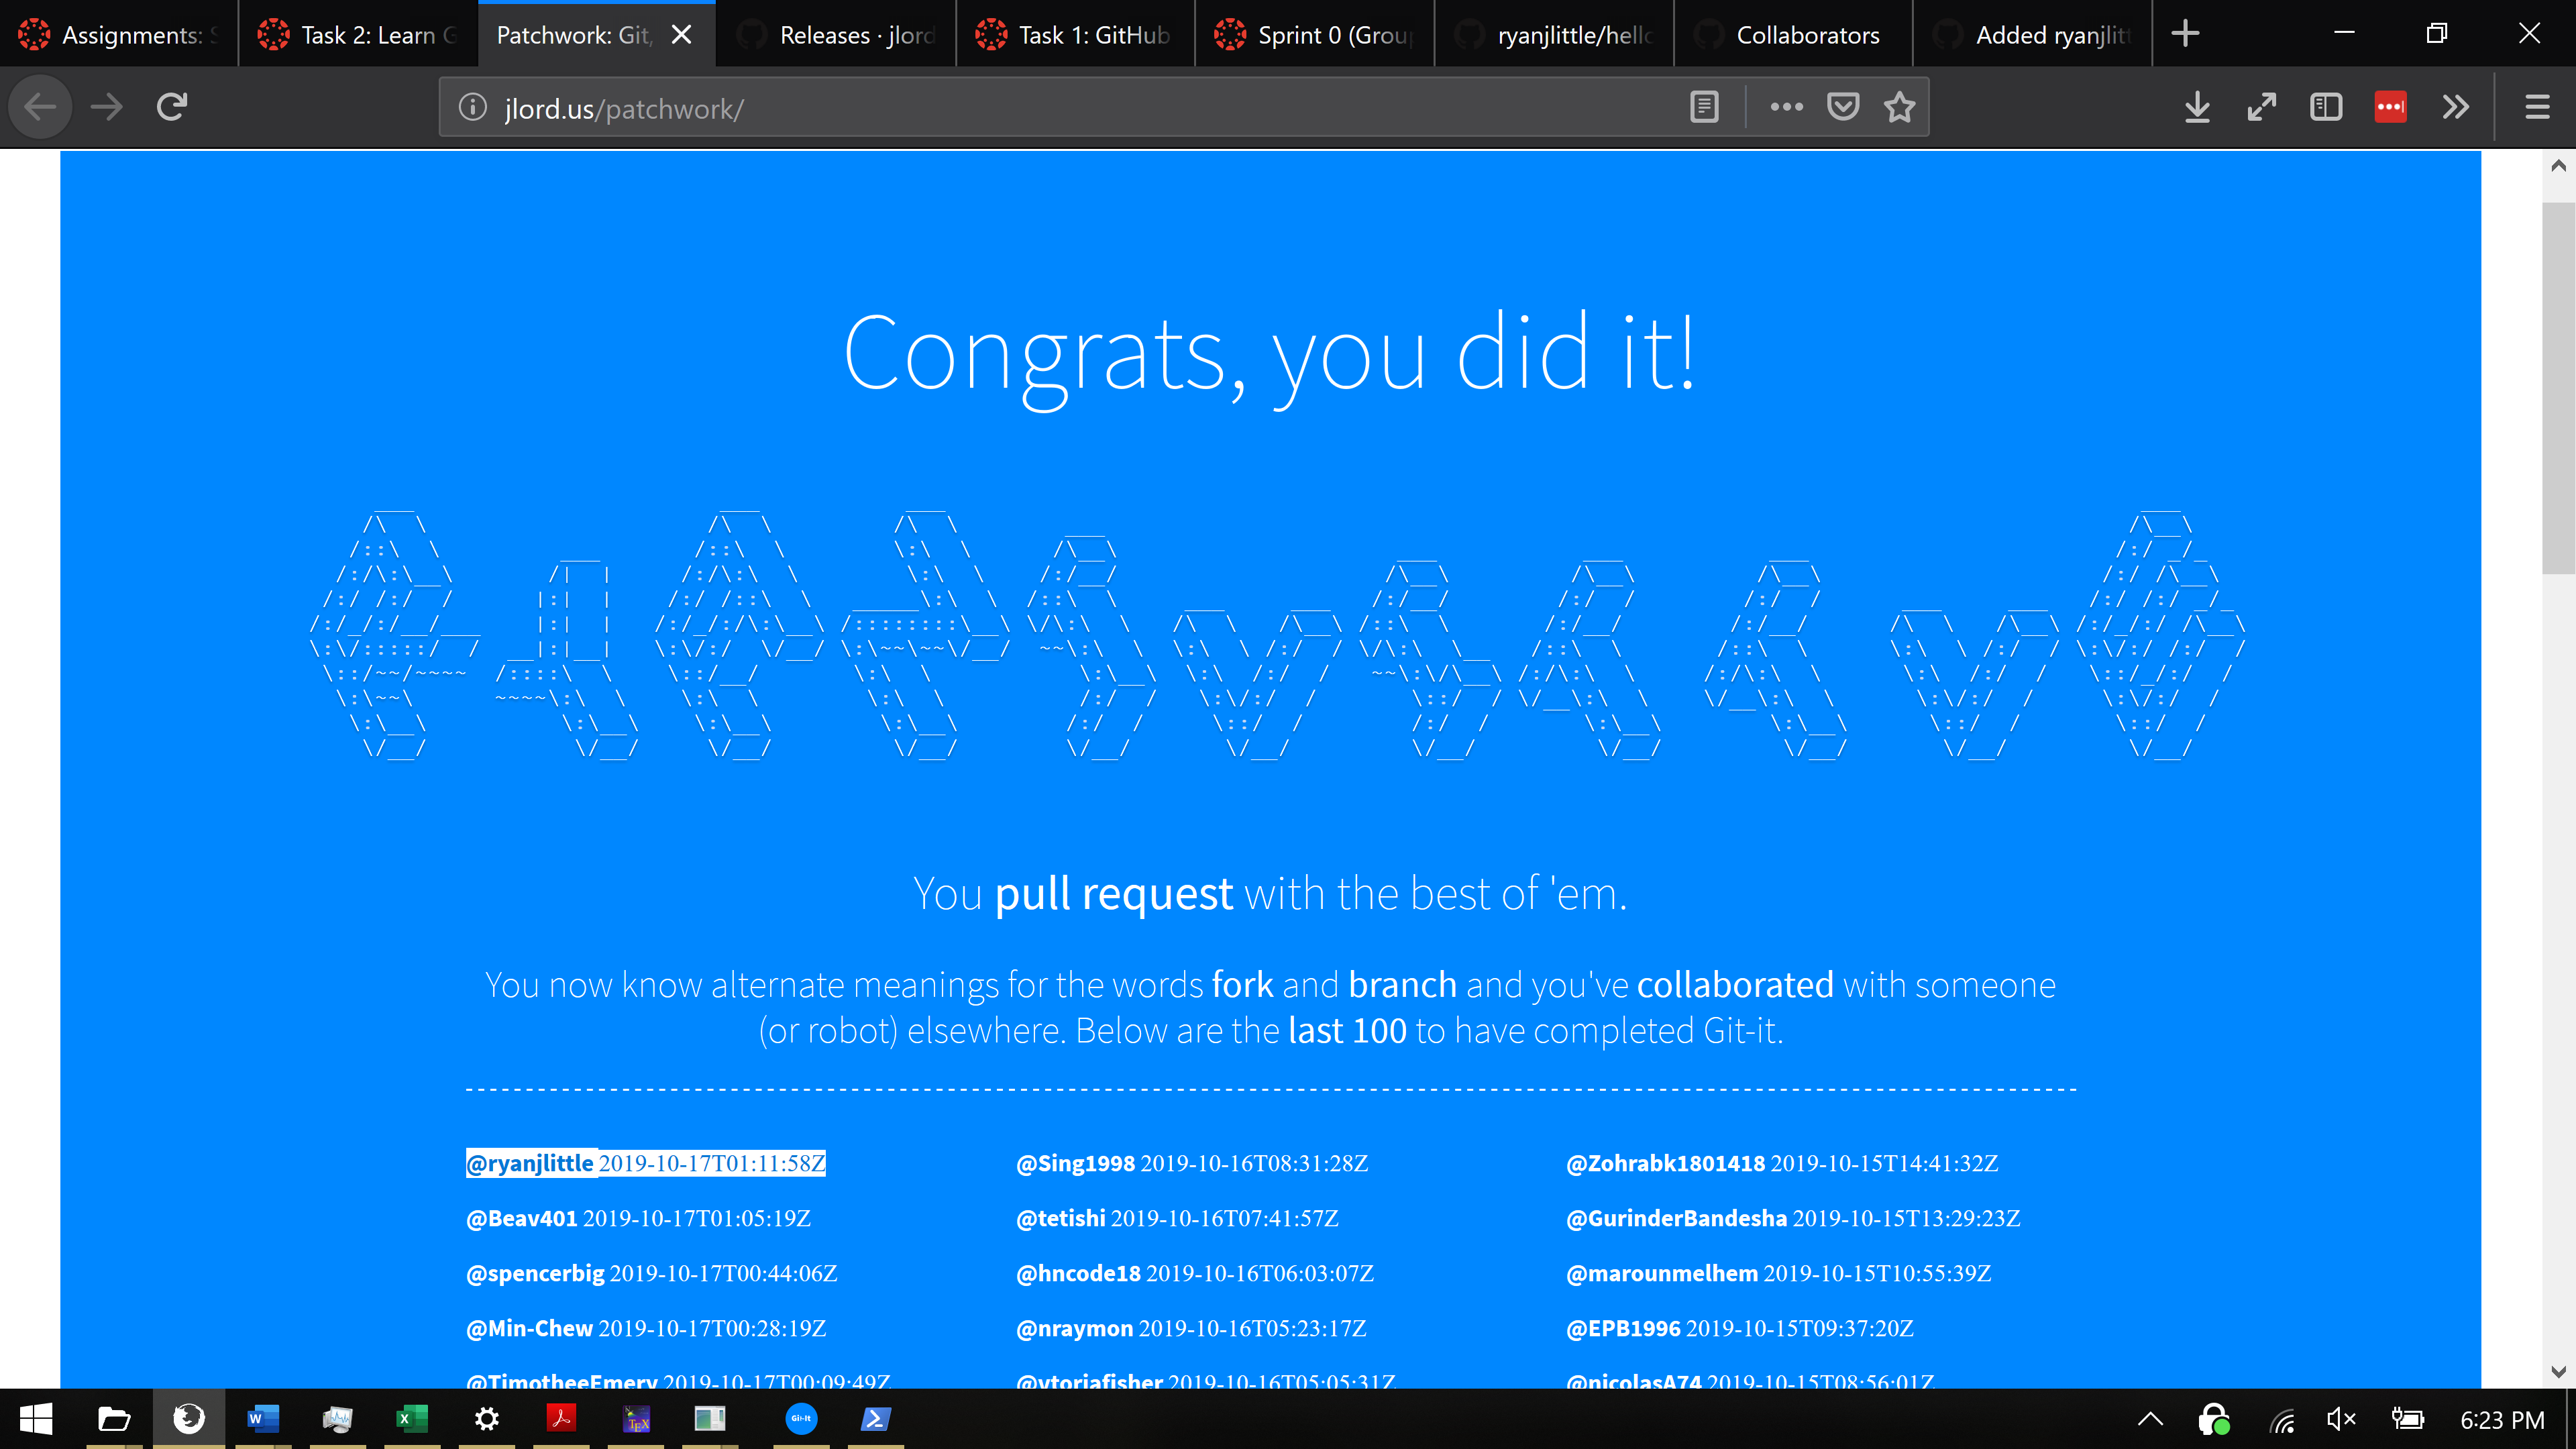 Assignments: S
Task 2: Learn G
Patchwork: Git,
Releases · jlord
Task 1: GitHub
Sprint 0 (Group
ryanjlittle/hello
Collaborators
Added ryanjlitt
jlord.us/patchwork/
Congrats, you did it!
You pull request with the best of 'em.
You now know alternate meanings for the words fork and branch and you've collaborated with someone
(or robot) elsewhere. Below are the last 100 to have completed Git-it.
@ryanjlittle 2019-10-17T01:11:58Z
@Sing1998 2019-10-16T08:31:28Z
@Zohrabk1801418 2019-10-15T14:41:32Z
@Beav401 2019-10-17T01:05:19Z
@tetishi 2019-10-16T07:41:57Z
@GurinderBandesha 2019-10-15T13:29:23Z
@spencerbig 2019-10-17T00:44:06Z
@hncode18 2019-10-16T06:03:07Z
@marounmelhem 2019-10-15T10:55:39Z
@Min-Chew 2019-10-17T00:28:19Z
@nraymon 2019-10-16T05:23:17Z
@EPB1996 2019-10-15T09:37:20Z
@TimotheeEmery 2019-10-17T00:09:49Z
@vtoriafisher 2019-10-16T05:05:31Z
@nicolasA74 2019-10-15T08:56:01Z
Git-It
6:23 PM